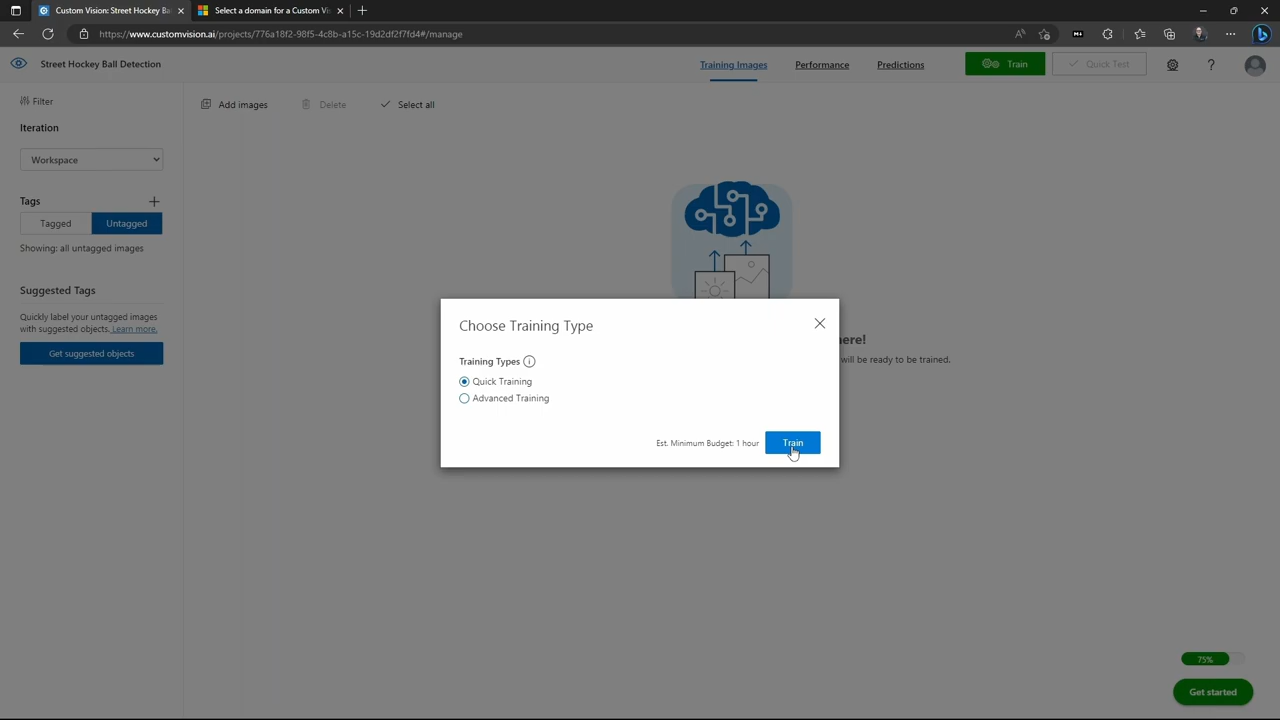 Custom Vision: Street Hockey Ba
Select a domain for a Custom Vi
https://www.customvision.ai/projects/776a18f2-98f5-4c8b-a15c-19d2df2f7fd4#/manage
Street Hockey Ball Detection
Training Images
Performance
Predictions
Train
Quick Test
Filter
Add images
Delete
Select all
Iteration
Workspace
Tags
Tagged
Untagged
Showing: all untagged images
Suggested Tags
Quickly label your untagged images
with suggested objects. Learn more.
Get suggested objects
here!
will be ready to be trained.
Choose Training Type
Training Types
Quick Training
Advanced Training
Est. Minimum Budget: 1 hour
Train
75%
Get started